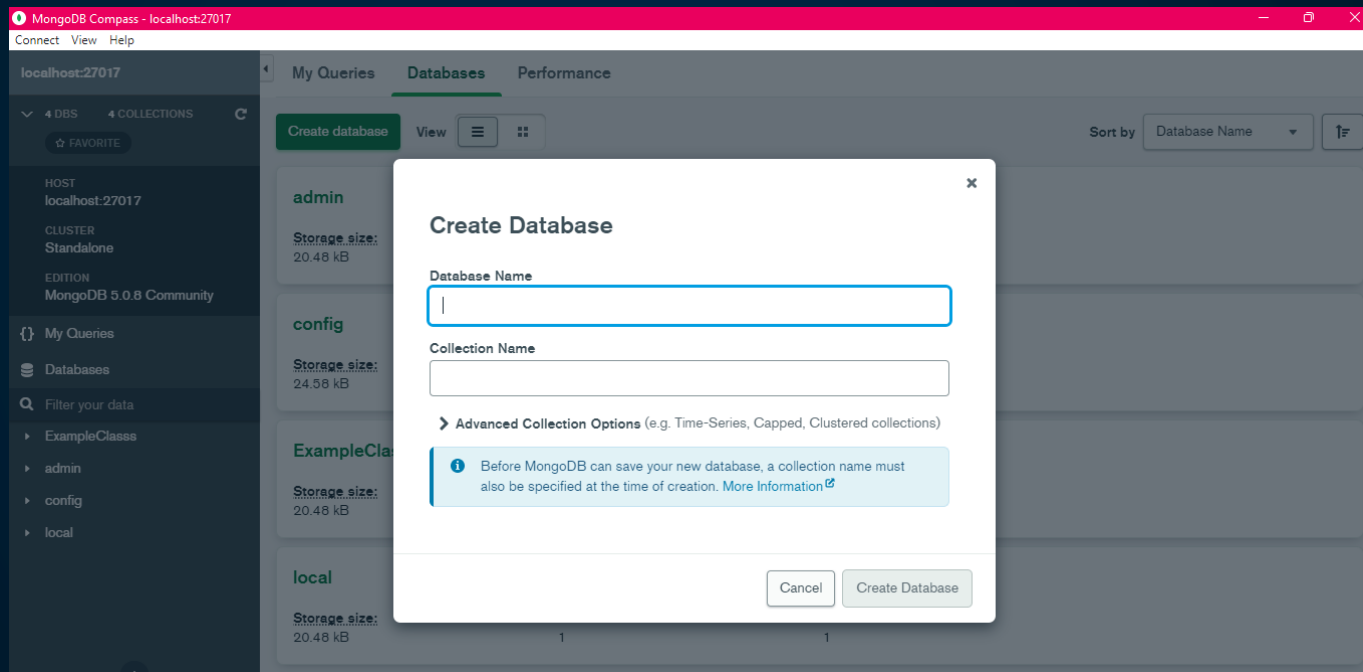 MongoDB Compass - localhost:27017
Connect View Help
localhost:27017
4 DBS 4 COLLECTIONS
FAVORITE
HOST
localhost:27017
CLUSTER
Standalone
EDITION
MongoDB 5.0.8 Community
{} My Queries
Databases
Filter your data
ExampleClasss
admin
config
local
My Queries Databases Performance
Create database View Sort by Database Name
admin
Storage size:
20.48 kB
config
Storage size:
24.58 kB
ExampleCla
Storage size:
20.48 kB
local
Storage size:
20.48 kB 1 1
Create Database
Database Name
Collection Name
Advanced Collection Options (e.g. Time-Series, Capped, Clustered collections)
Before MongoDB can save your new database, a collection name must
also be specified at the time of creation. More Information
Cancel Create Database